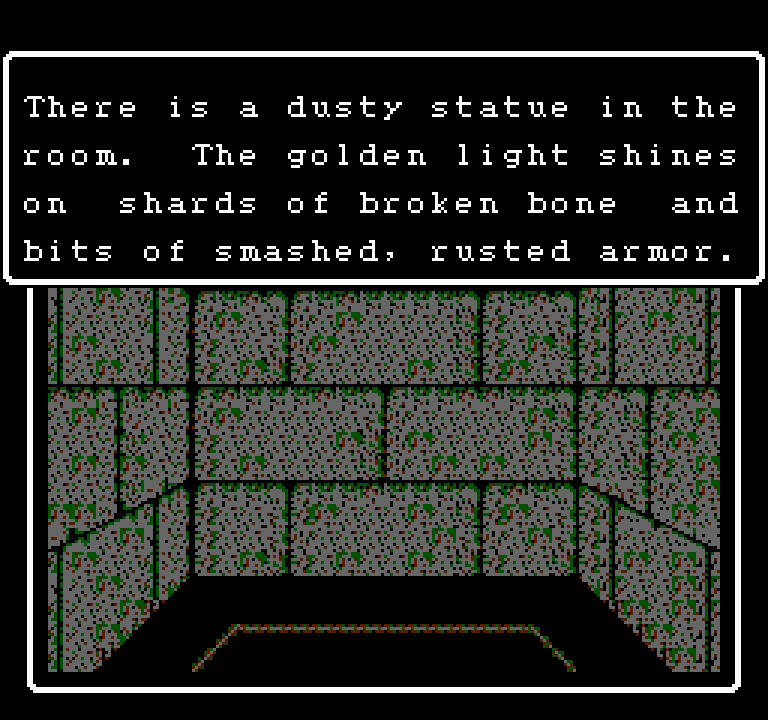 There is a dusty statue in the
room.  The golden light shines
on  shards of broken bone  and
bits of smashed, rusted armor.